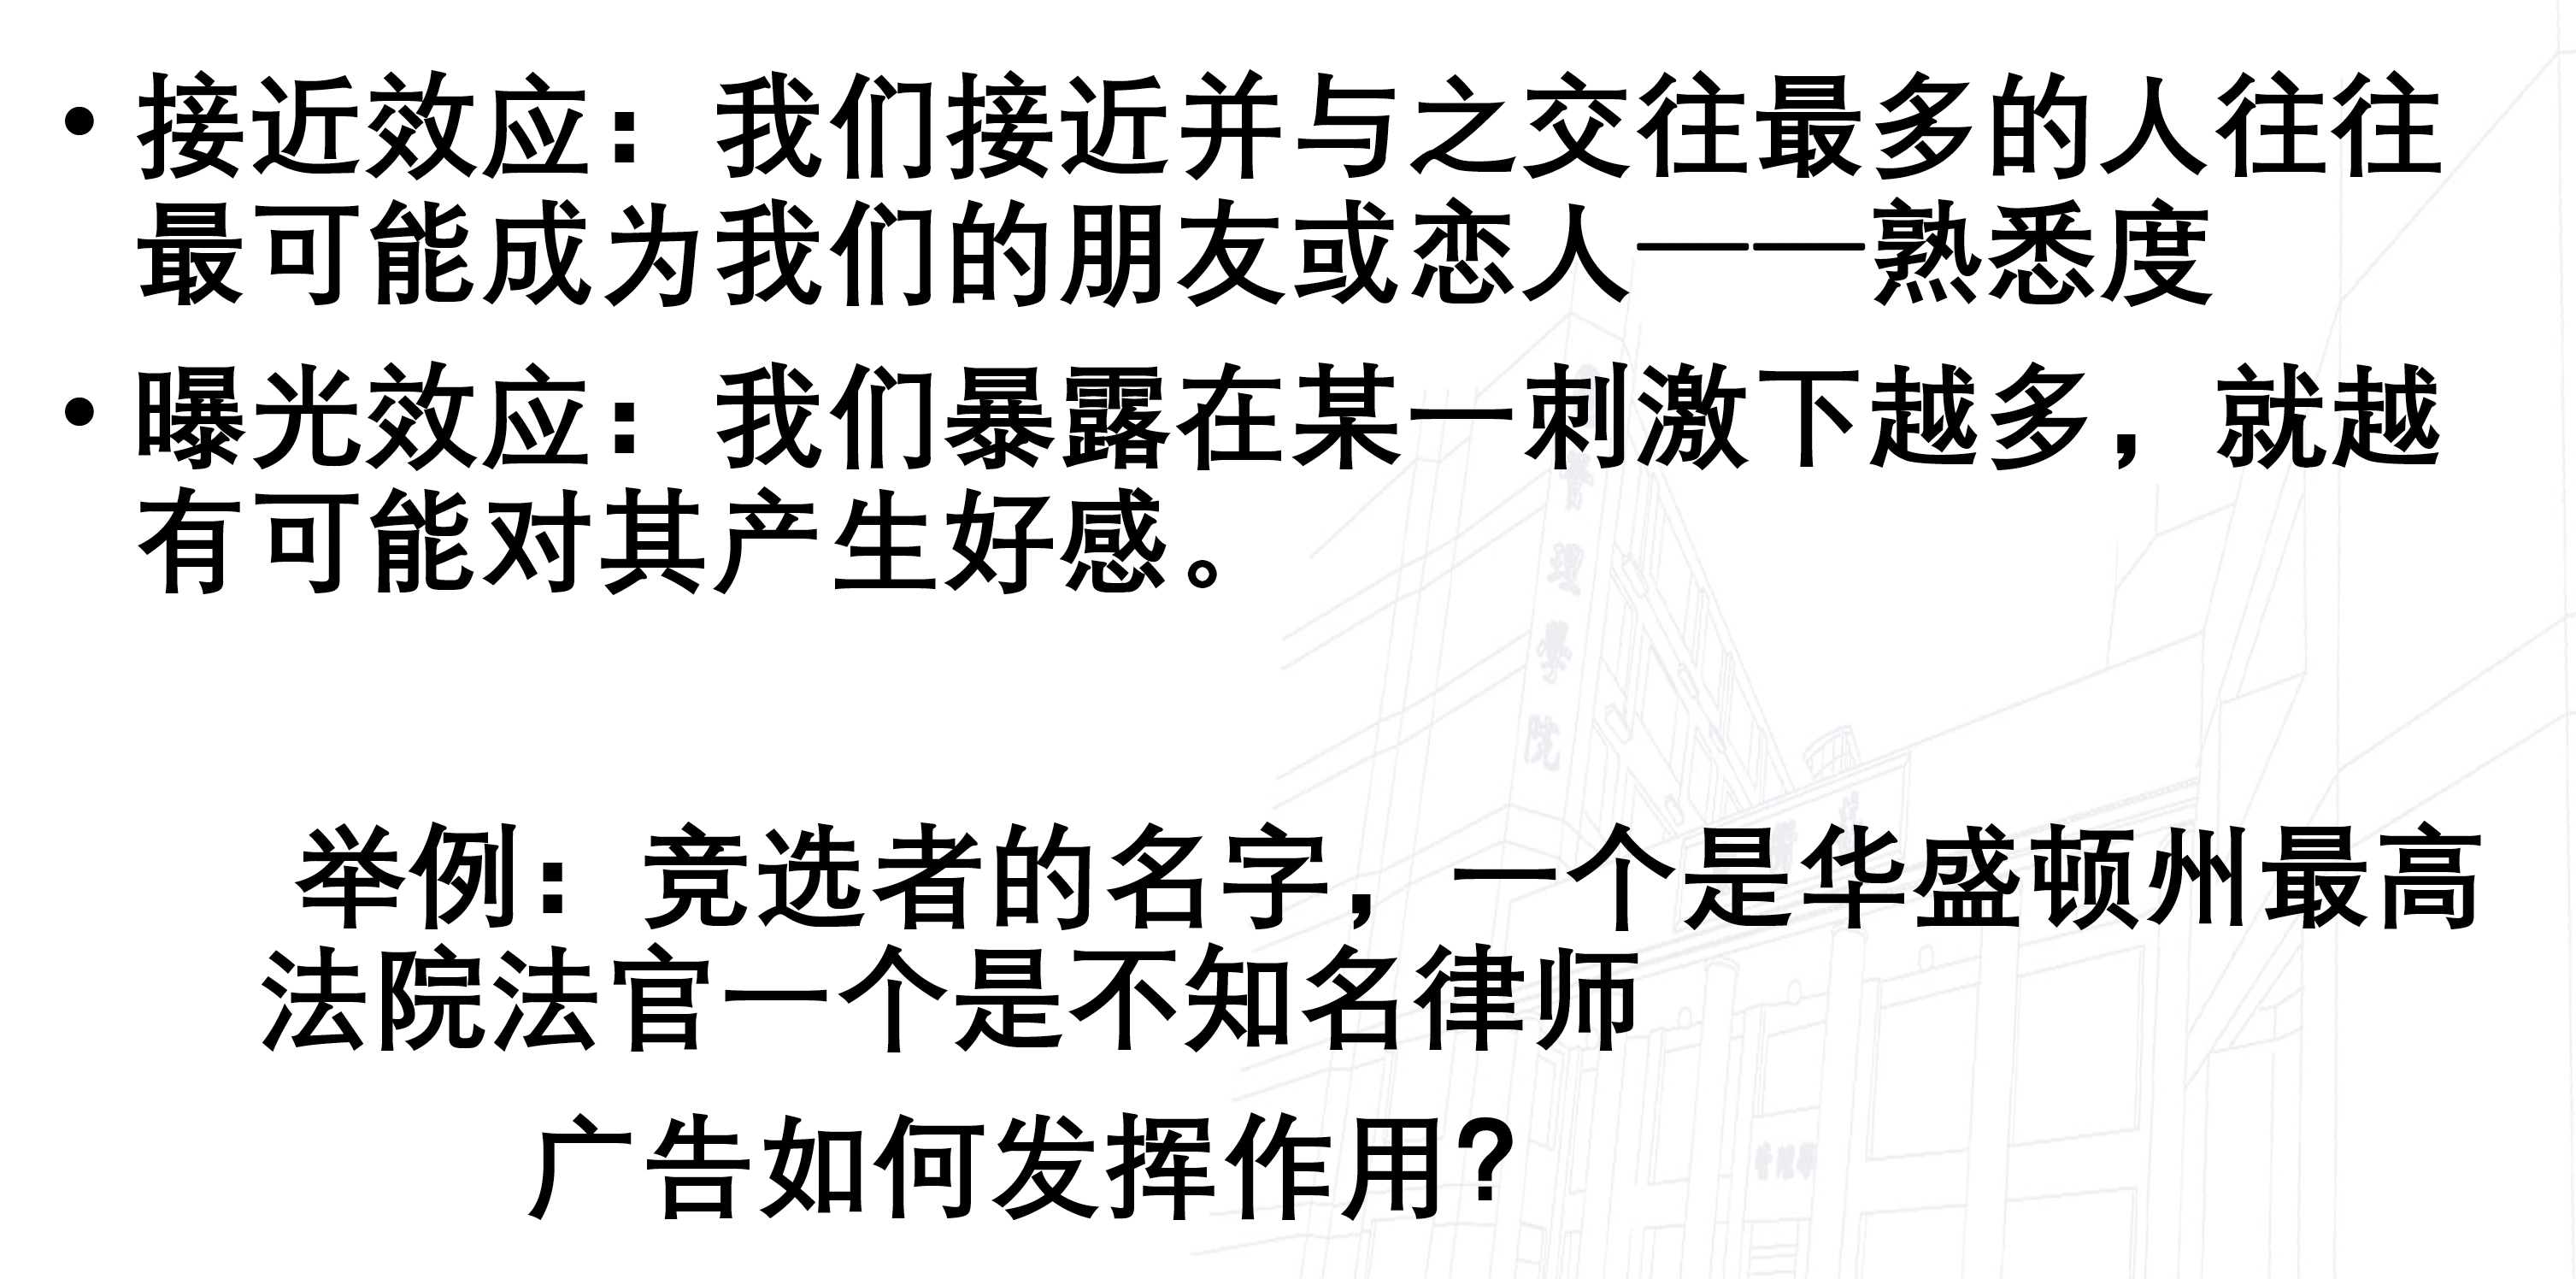 • 接近效应：我们接近并与之交往最多的人往往
最可能成为我们的朋友或恋人——熟悉度
• 曝光效应：我们暴露在某一刺激下越多，就越
有可能对其产生好感。
举例：竞选者的名字，一个是华盛顿州最高
法院法官一个是不知名律师
广告如何发挥作用?
管
理
學
院